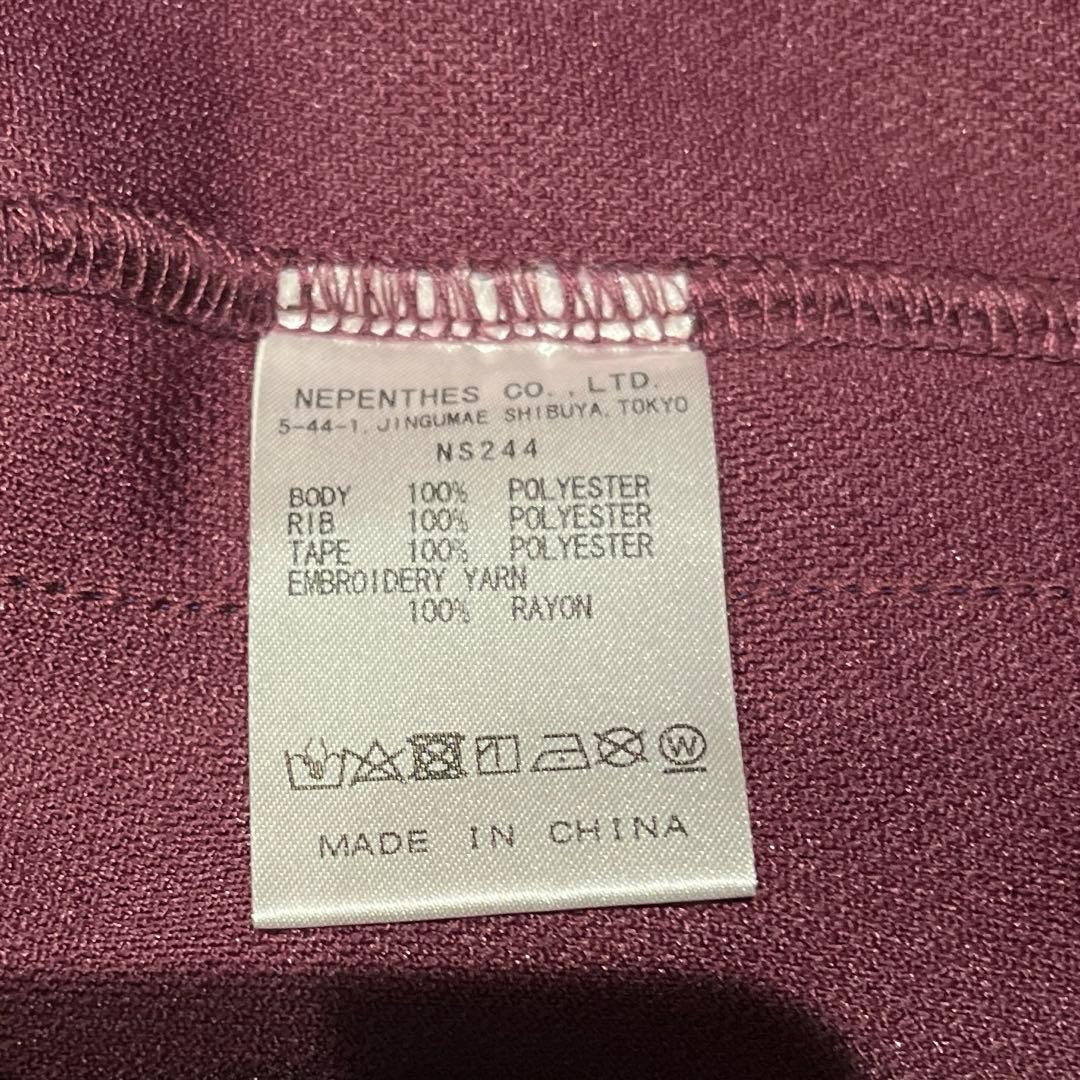 NEPENTHES CO.,LTD.
5-44-1, JINGUMAE SHIBUYA, TOKYO
NS244
BODY 100% POLYESTER
RIB 100% POLYESTER
TAPE 100% POLYESTER
EMBROIDERY YARN
100% RAYON
W
MADE IN CHINA